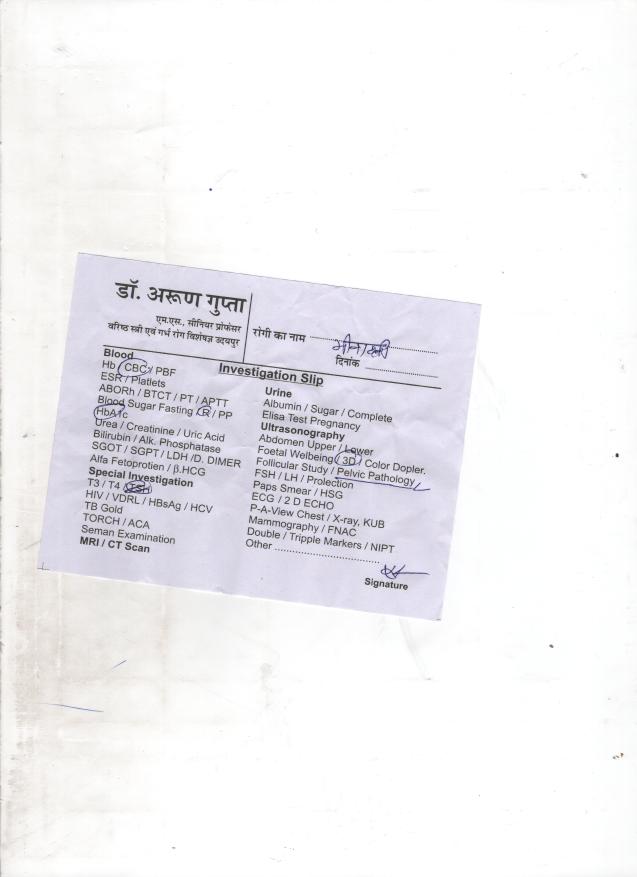 डॉ. अरूण गुप्ता
एम.एस., सीनियर प्रोफेसर
वरिष्ठ स्त्री एवं गर्भ रोग विशेषज्ञ उदयपुर
रोगी का नाम
दिनांक
Investigation Slip
Blood
Hb / CBC / PBF
ESR / Platlets
ABORh / BTCT / PT / APTT
Blood Sugar Fasting / R / PP
HbA1c
Urea / Creatinine / Uric Acid
Bilirubin / Alk. Phosphatase
SGOT / SGPT / LDH /D. DIMER
Alfa Fetoprotien / β.HCG
Special Investigation
T3 / T4 / TSH
HIV / VDRL / HBsAg / HCV
TB Gold
TORCH / ACA
Seman Examination
MRI / CT Scan
Urine
Albumin / Sugar / Complete
Elisa Test Pregnancy
Ultrasonography
Abdomen Upper / Lower
Foetal Welbeing / 3D / Color Dopler.
Follicular Study / Pelvic Pathology
FSH / LH / Prolection
Paps Smear / HSG
ECG / 2 D ECHO
P-A-View Chest / X-ray, KUB
Mammography / FNAC
Double / Tripple Markers / NIPT
Other
Signature